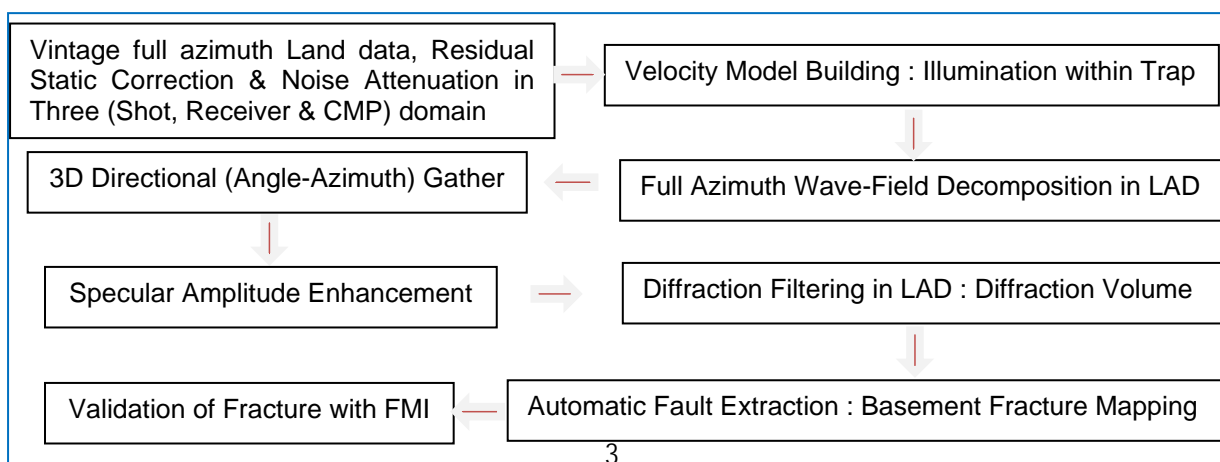 Vintage full azimuth Land data, Residual
Static Correction & Noise Attenuation in
Three (Shot, Receiver & CMP) domain
Velocity Model Building : Illumination within Trap
Full Azimuth Wave-Field Decomposition in LAD
3D Directional (Angle-Azimuth) Gather
Specular Amplitude Enhancement
Diffraction Filtering in LAD : Diffraction Volume
Automatic Fault Extraction : Basement Fracture Mapping
Validation of Fracture with FMI
3